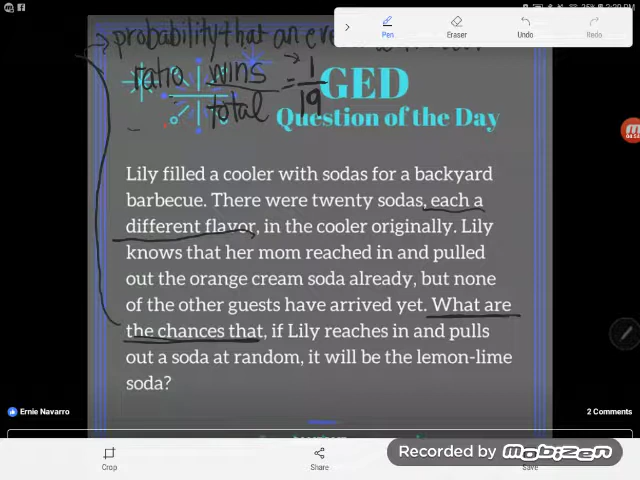 2:29 PM
Pen
Eraser
Undo
Redo
probability that an
ratio wins = 1
total 19
GED
Question of the Day
Lily filled a cooler with sodas for a backyard
barbecue. There were twenty sodas, each a
different flavor, in the cooler originally. Lily
knows that her mom reached in and pulled
out the orange cream soda already, but none
of the other guests have arrived yet. What are
the chances that, if Lily reaches in and pulls
out a soda at random, it will be the lemon-lime
soda?
Ernie Navarro
2 Comments
Crop
Share
Save
Recorded by Mobizen